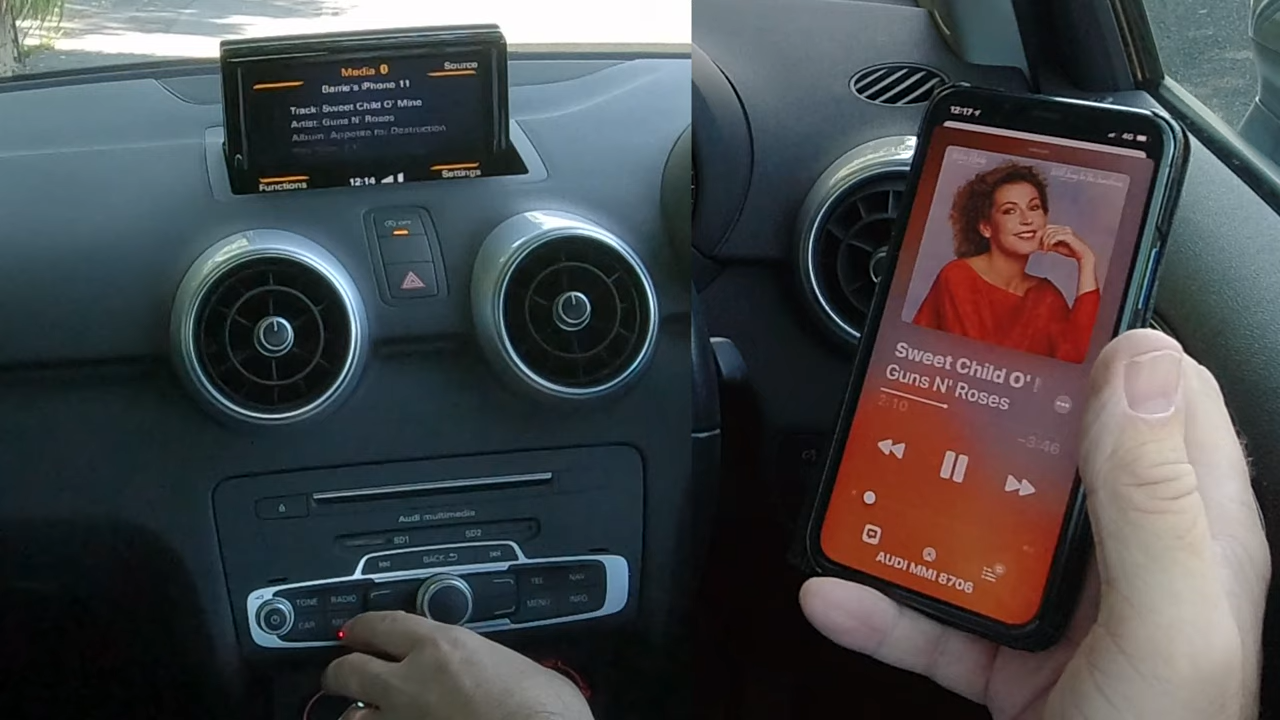 Media
Source
Barrie's iPhone 11
Track: Sweet Child O' Mine
Artist: Guns N' Roses
Album: Appetite for Destruction
Functions
12:14
Settings
OFF
Audi multimedia
SD1
SD2
BACK
TONE
RADIO
TEL
NAV
CAR
MENU
INFO
12:17
4G
Sweet Child O'
Guns N' Roses
2:10
-3:46
AUDI MMI 8706